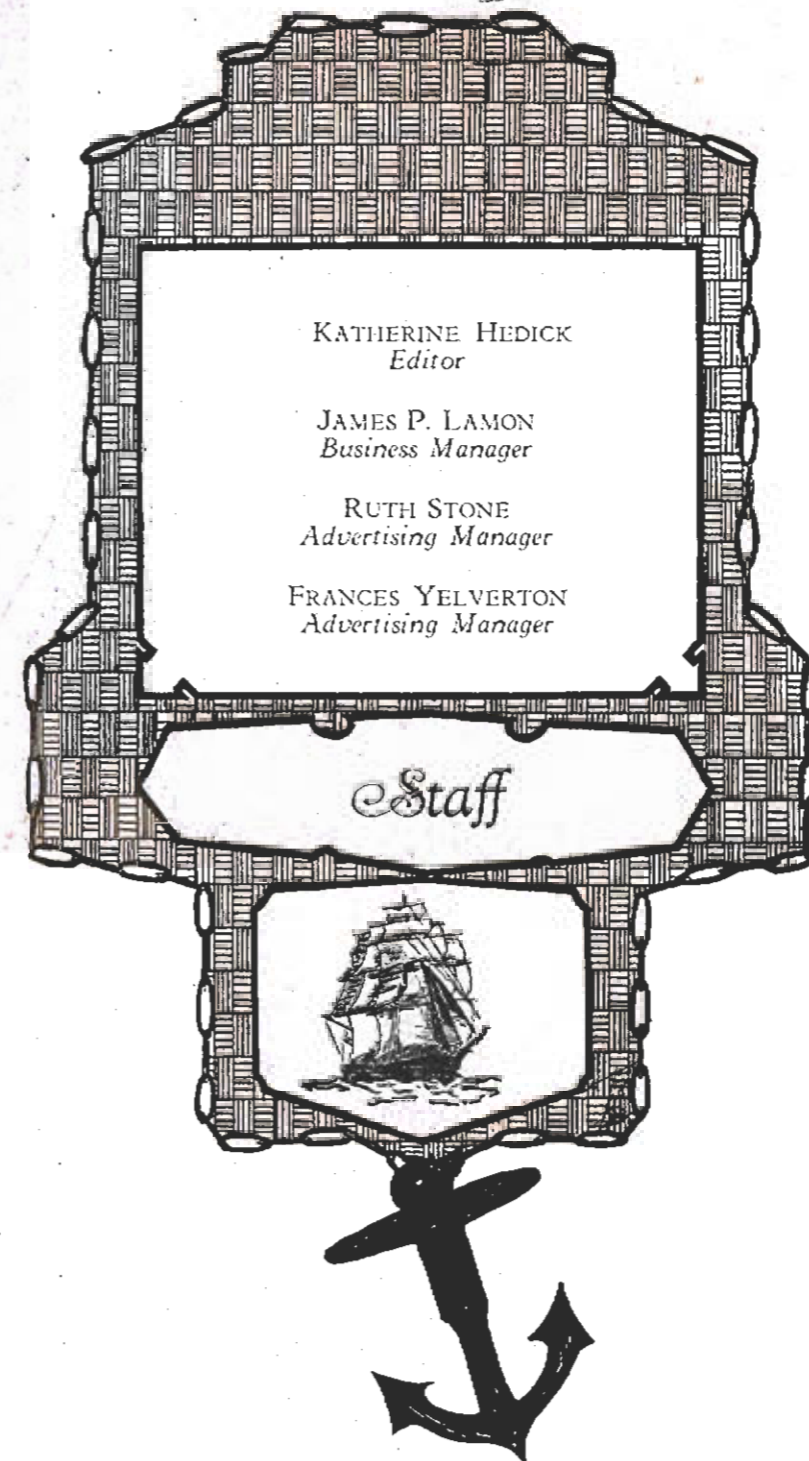 KATHERINE HEDICK
Editor
JAMES P. LAMON
Business Manager
RUTH STONE
Advertising Manager
FRANCES YELVERTON
Advertising Manager
Staff